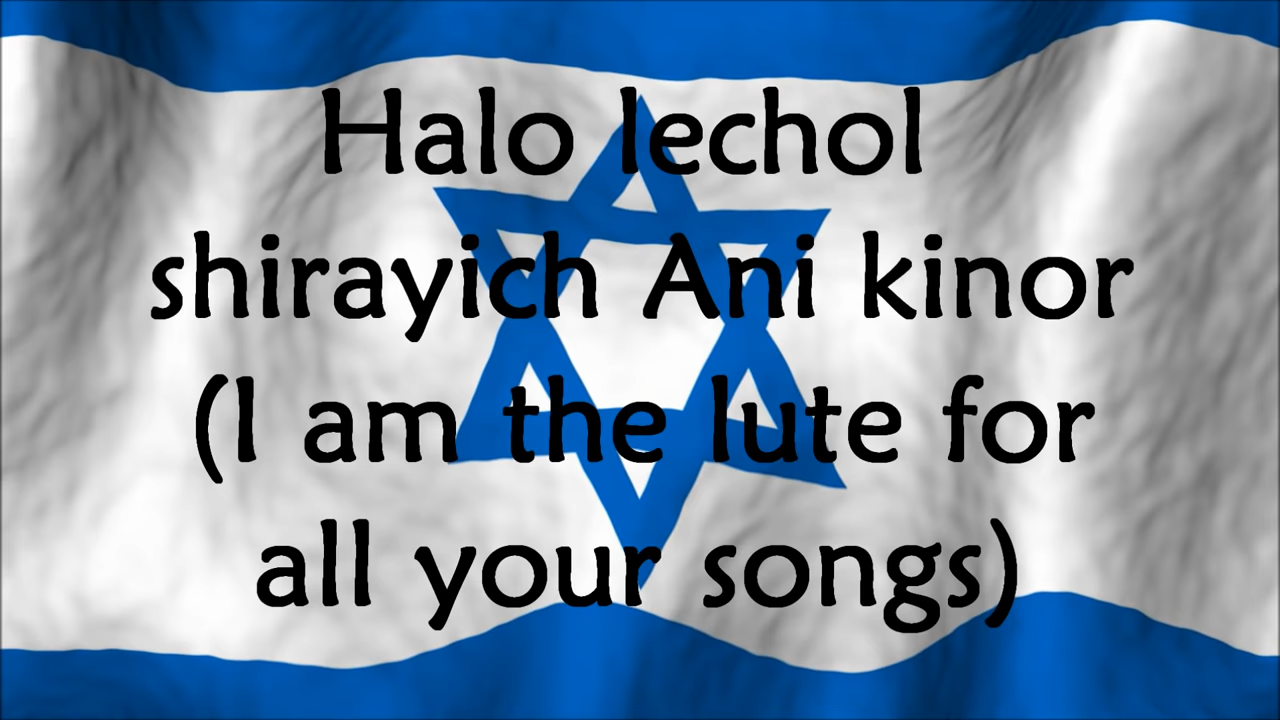 Halo lechol
shirayich Ani kinor
(I am the lute for
all your songs)